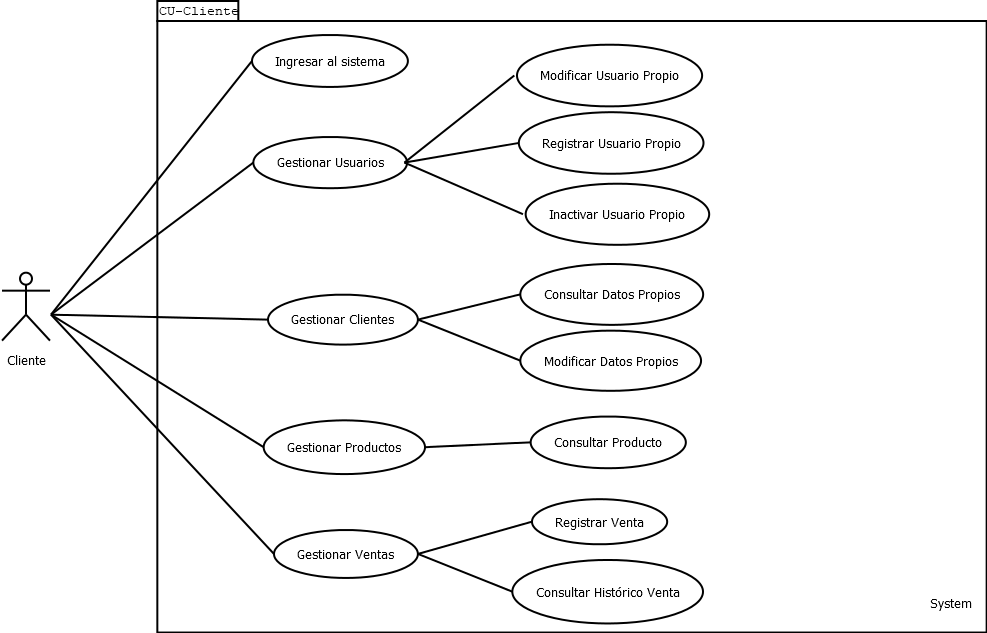 CU-Cliente
Ingresar al sistema
Modificar Usuario Propio
Registrar Usuario Propio
Gestionar Usuarios
Inactivar Usuario Propio
Consultar Datos Propios
Gestionar Clientes
Modificar Datos Propios
Cliente
Consultar Producto
Gestionar Productos
Registrar Venta
Gestionar Ventas
Consultar Histórico Venta
System